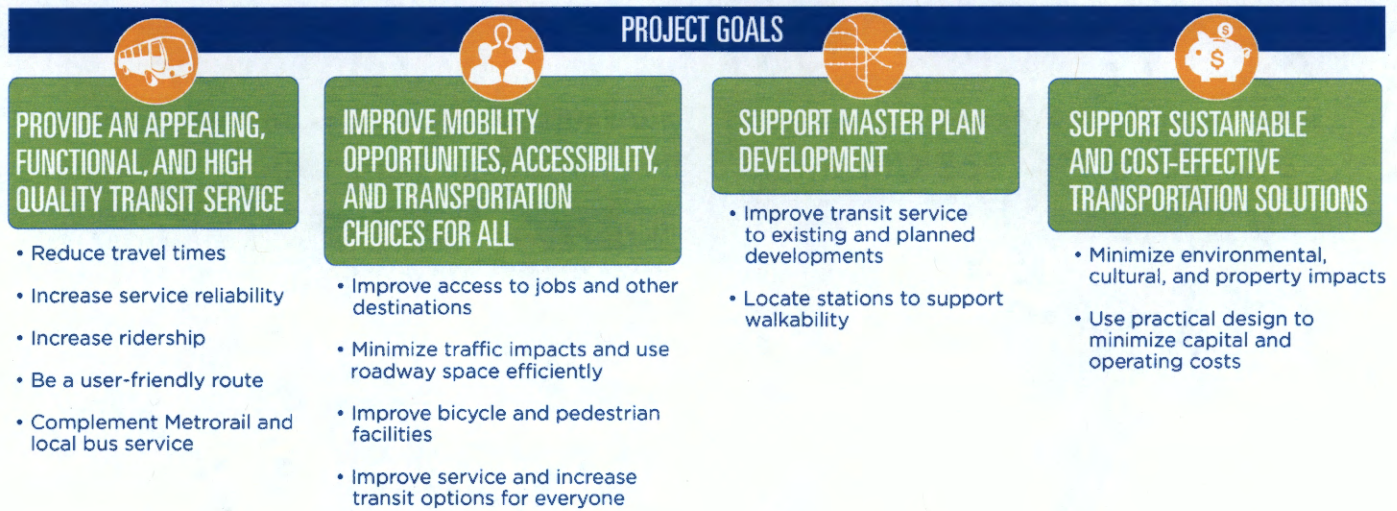 PROJECT GOALS
PROVIDE AN APPEALING,
FUNCTIONAL, AND HIGH
QUALITY TRANSIT SERVICE
• Reduce travel times
• Increase service reliability
• Increase ridership
• Be a user-friendly route
• Complement Metrorail and
local bus service
IMPROVE MOBILITY
OPPORTUNITIES, ACCESSIBILITY,
AND TRANSPORTATION
CHOICES FOR ALL
• Improve access to jobs and other
destinations
• Minimize traffic impacts and use
roadway space efficiently
• Improve bicycle and pedestrian
facilities
• Improve service and increase
transit options for everyone
SUPPORT MASTER PLAN
DEVELOPMENT
• Improve transit service
to existing and planned
developments
• Locate stations to support
walkability
$
$
SUPPORT SUSTAINABLE
AND COST-EFFECTIVE
TRANSPORTATION SOLUTIONS
• Minimize environmental,
cultural, and property impacts
• Use practical design to
minimize capital and
operating costs